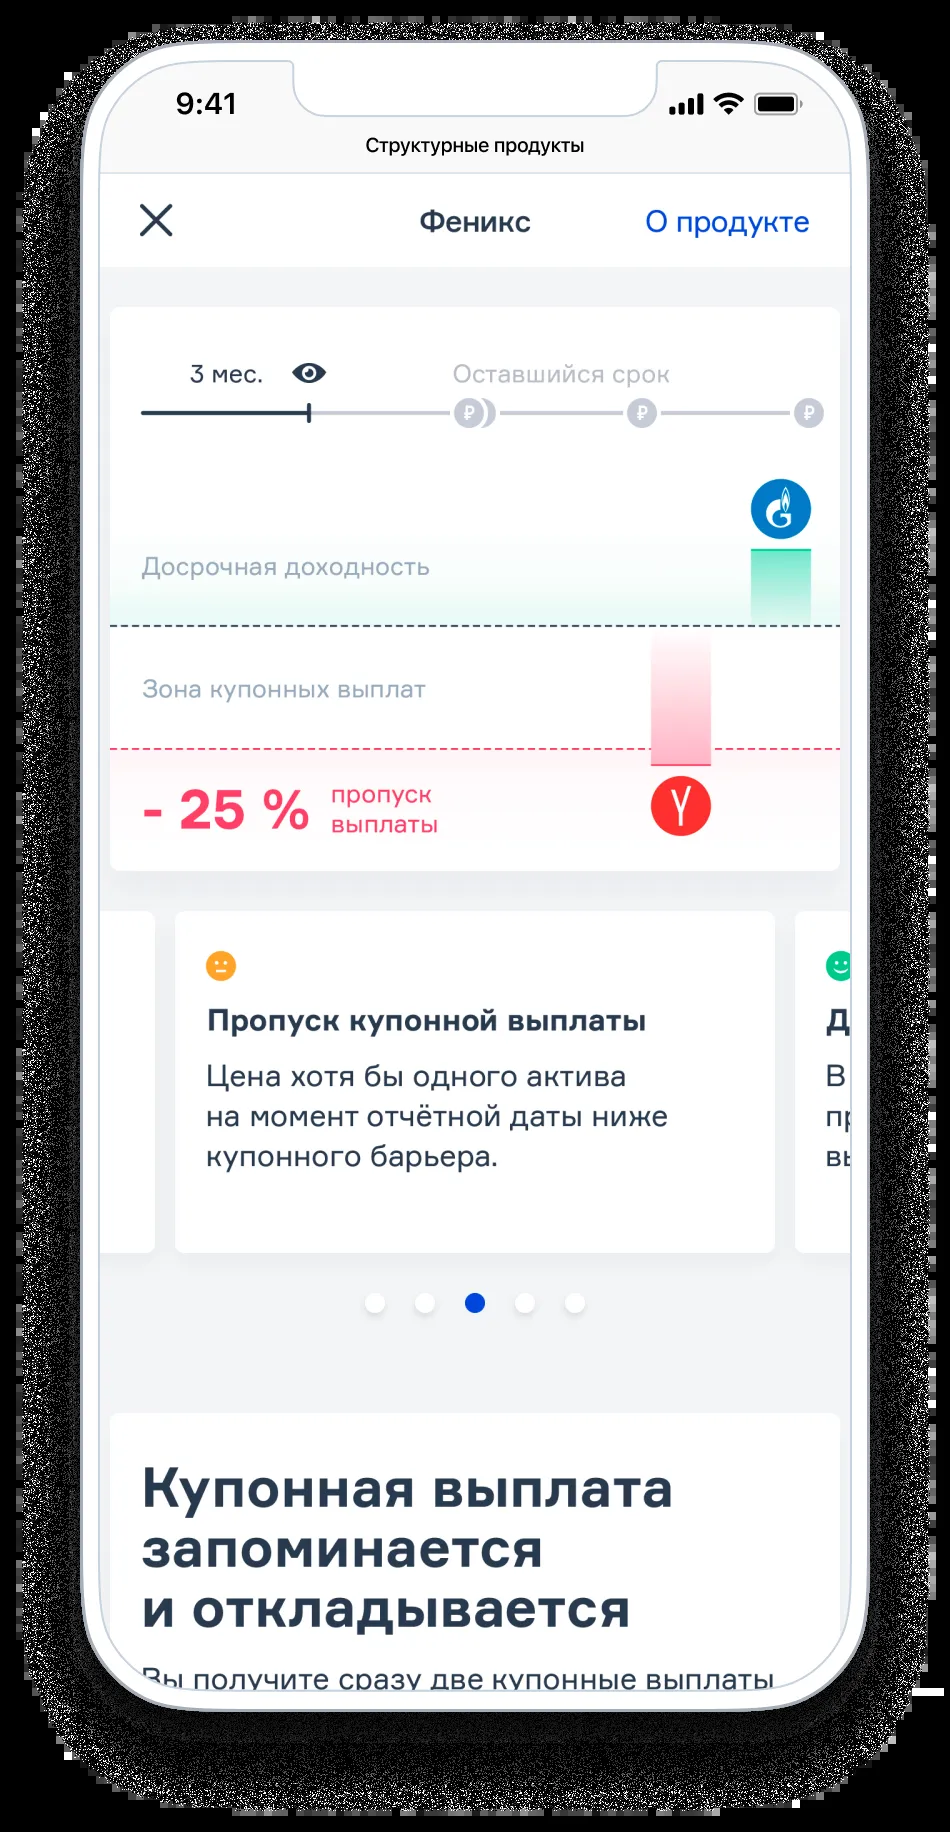 9:41
Структурные продукты
Феникс
О продукте
3 мес.
Оставшийся срок
₽
₽
₽
Досрочная доходность
Зона купонных выплат
- 25 %
пропуск
выплаты
Пропуск купонной выплаты
Цена хотя бы одного актива
на момент отчётной даты ниже
купонного барьера.
Купонная выплата
запоминается
и откладывается
Вы получите сразу две купонные выплаты